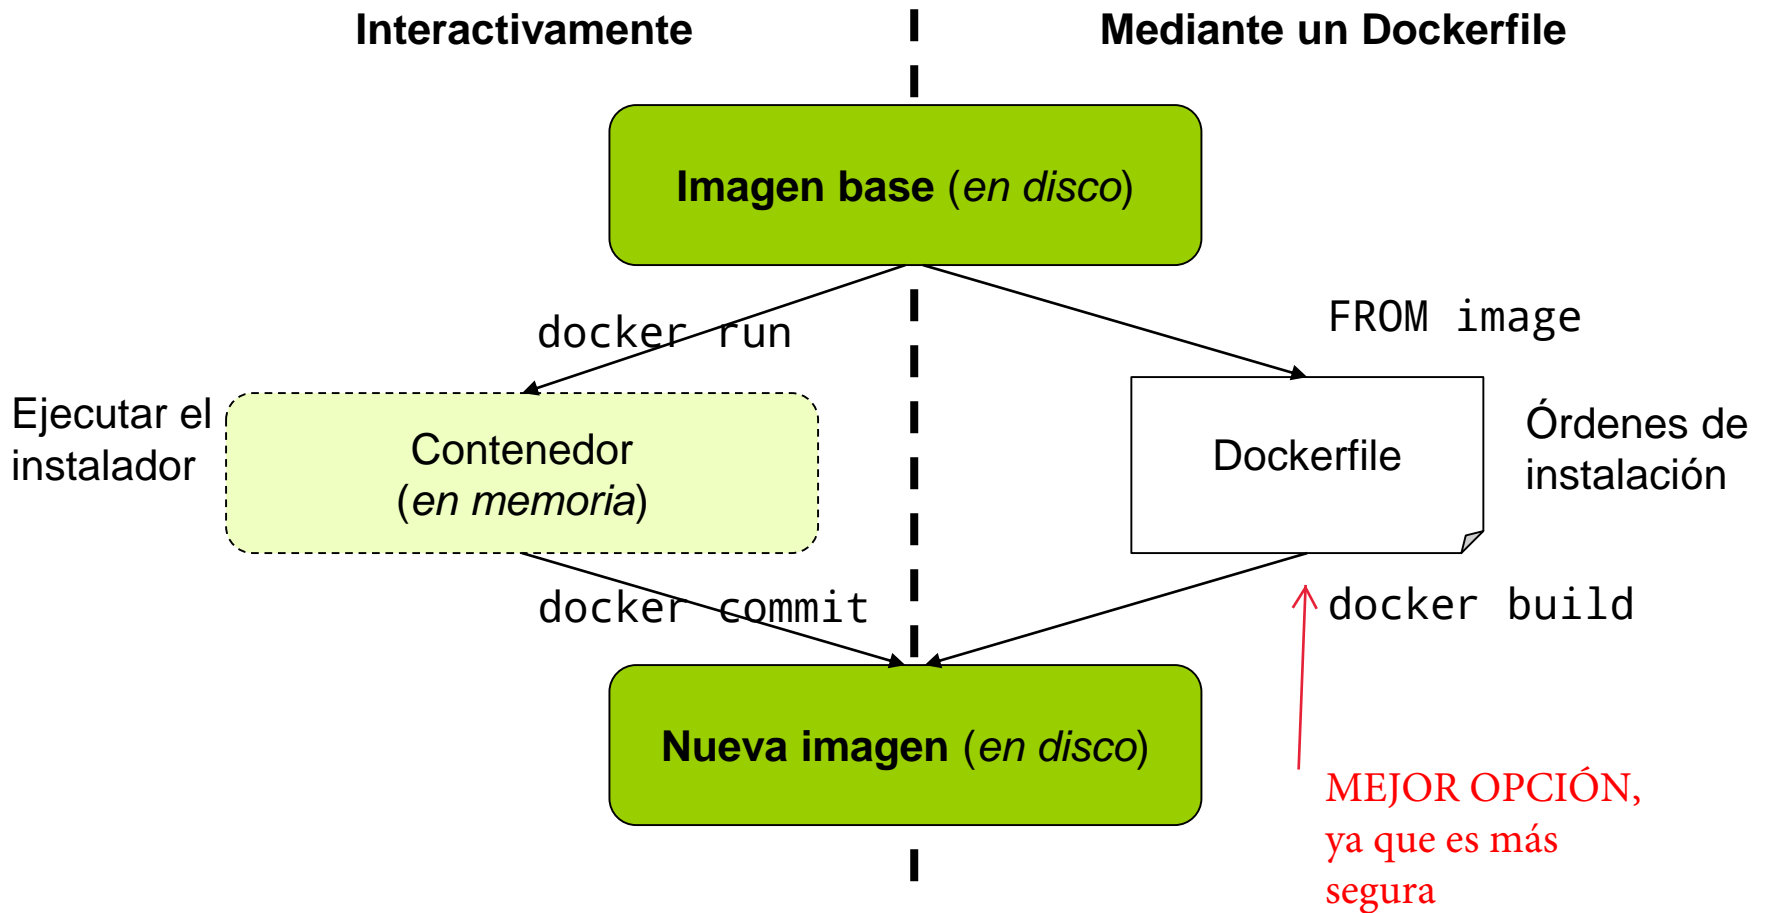 Interactivamente
Mediante un Dockerfile
Imagen base (en disco)
docker run
FROM image
Ejecutar el
instalador
Contenedor
(en memoria)
Dockerfile
Órdenes de
instalación
docker commit
docker build
Nueva imagen (en disco)
MEJOR OPCIÓN,
ya que es más
segura